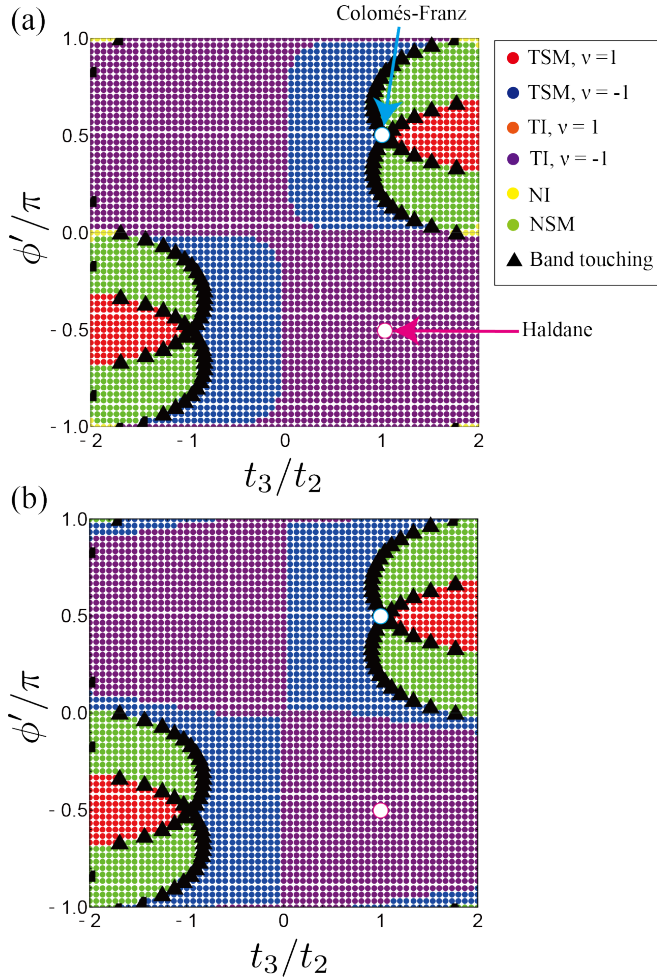 Colomés-Franz
(a)
1.0
0.5
0.0
- 0.5
- 1.0
ϕ′/π
- 2
- 1
0
1
2
t₃/t₂
TSM, ν = 1
TSM, ν = -1
TI, ν = 1
TI, ν = -1
NI
NSM
Band touching
Haldane
(b)
1.0
0.5
0.0
- 0.5
- 1.0
ϕ′/π
- 2
- 1
0
1
2
t₃/t₂